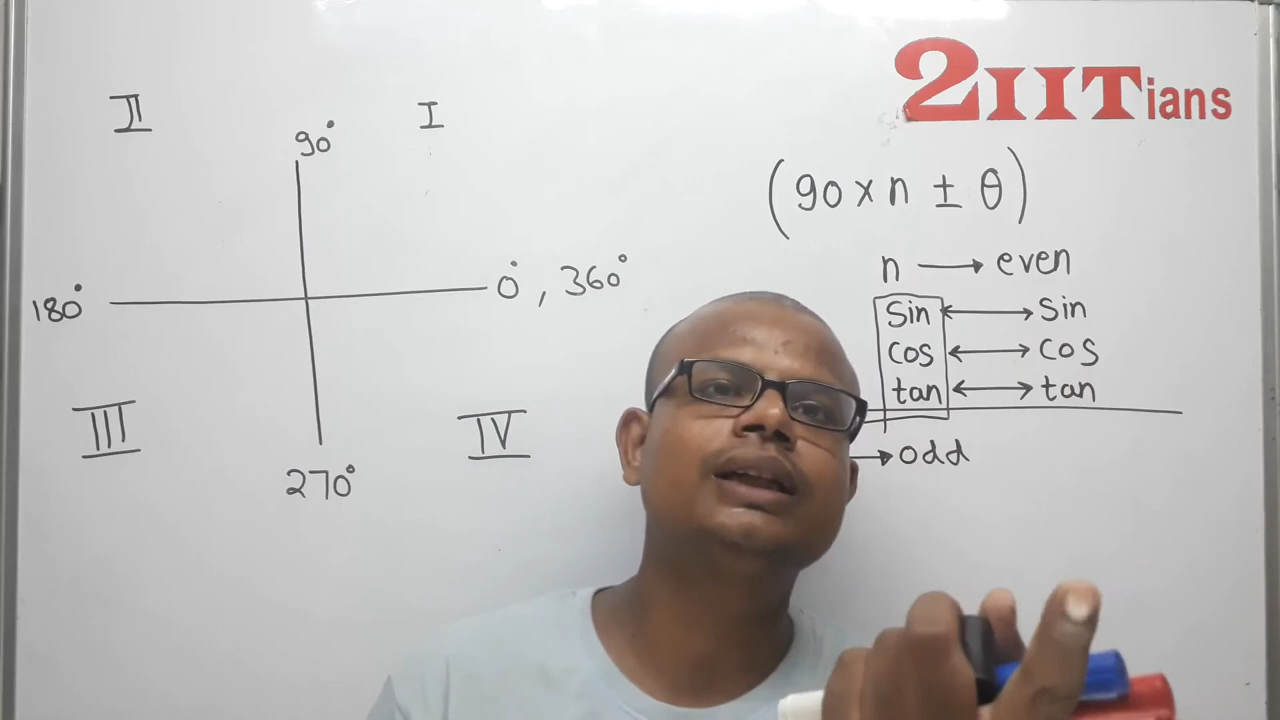 2IITians
II
I
90°
180°
0°, 360°
III
IV
270°
(90 × n ± θ)
n → even
Sin ↔ Sin
cos ↔ cos
tan ↔ tan
→ odd